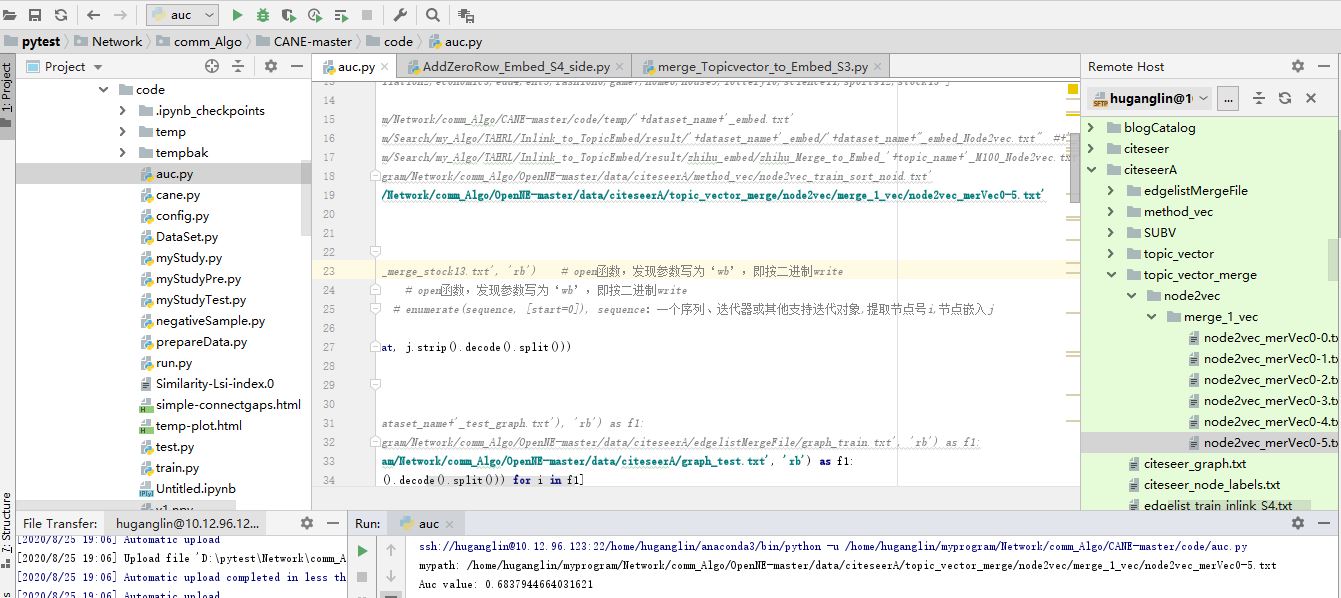 auc
pytest Network comm_Algo CANE-master code auc.py
1: Project
7: Structure
Project
code
.ipynb_checkpoints
temp
tempbak
auc.py
cane.py
config.py
DataSet.py
myStudy.py
myStudyPre.py
myStudyTest.py
negativeSample.py
prepareData.py
run.py
Similarity-Lsi-index.0
simple-connectgaps.html
temp-plot.html
test.py
train.py
Untitled.ipynb
auc.py AddZeroRow_Embed_S4_side.py merge_Topicvector_to_Embed_S3.py
14
15 m/Network/comm_Algo/CANE-master/code/temp/'+dataset_name+'_embed.txt'
16 m/Search/my_Algo/TAHRL/Inlink_to_TopicEmbed/result/'+dataset_name+'_embed/'+dataset_name+"_embed_Node2vec.txt"
17 m/Search/my_Algo/TAHRL/Inlink_to_TopicEmbed/result/zhihu_embed/zhihu_Merge_to_Embed_'+topic_name+'_M100_Node2vec.tx
18 gram/Network/comm_Algo/OpenNE-master/data/citeseerA/method_vec/node2vec_train_sort_noid.txt'
19 /Network/comm_Algo/OpenNE-master/data/citeseerA/topic_vector_merge/node2vec/merge_1_vec/node2vec_merVec0-5.txt'
20
21
22
23 _merge_stock13.txt', 'rb') # open函数，发现参数写为‘wb’，即按二进制write
24 # open函数，发现参数写为‘wb’，即按二进制write
25 # enumerate(sequence, [start=0]), sequence：一个序列、迭代器或其他支持迭代对象,提取节点号i,节点嵌入j
26
27 at, j.strip().decode().split()))
28
29
30
31 ataset_name+'_test_graph.txt'), 'rb') as f1:
32 gram/Network/comm_Algo/OpenNE-master/data/citeseerA/edgelistMergeFile/graph_train.txt', 'rb') as f1:
33 am/Network/comm_Algo/OpenNE-master/data/citeseerA/graph_test.txt', 'rb') as f1:
34 ().decode().split())) for i in f1]
Remote Host
huganglin@1 ...
blogCatalog
citeseer
citeseerA
edgelistMergeFile
method_vec
SUBV
topic_vector
topic_vector_merge
node2vec
merge_1_vec
node2vec_merVec0-0.tx
node2vec_merVec0-1.tx
node2vec_merVec0-2.tx
node2vec_merVec0-3.tx
node2vec_merVec0-4.tx
node2vec_merVec0-5.tx
citeseer_graph.txt
citeseer_node_labels.txt
edgelist_train_inlink_S4.txt
File Transfer: huganglin@10.12.96.12...
[2020/8/25 19:06] Automatic upload
[2020/8/25 19:06] Upload file 'D:\pytest\Network\comm_A
[2020/8/25 19:06] Automatic upload completed in less th
[2020/8/25 19:06] Automatic upload
Run: auc
ssh://huganglin@10.12.96.123:22/home/huganglin/anaconda3/bin/python -u /home/huganglin/myprogram/Network/comm_Algo/CANE-master/code/auc.py
mypath: /home/huganglin/myprogram/Network/comm_Algo/OpenNE-master/data/citeseerA/topic_vector_merge/node2vec/merge_1_vec/node2vec_merVec0-5.txt
Auc value: 0.6837944664031621